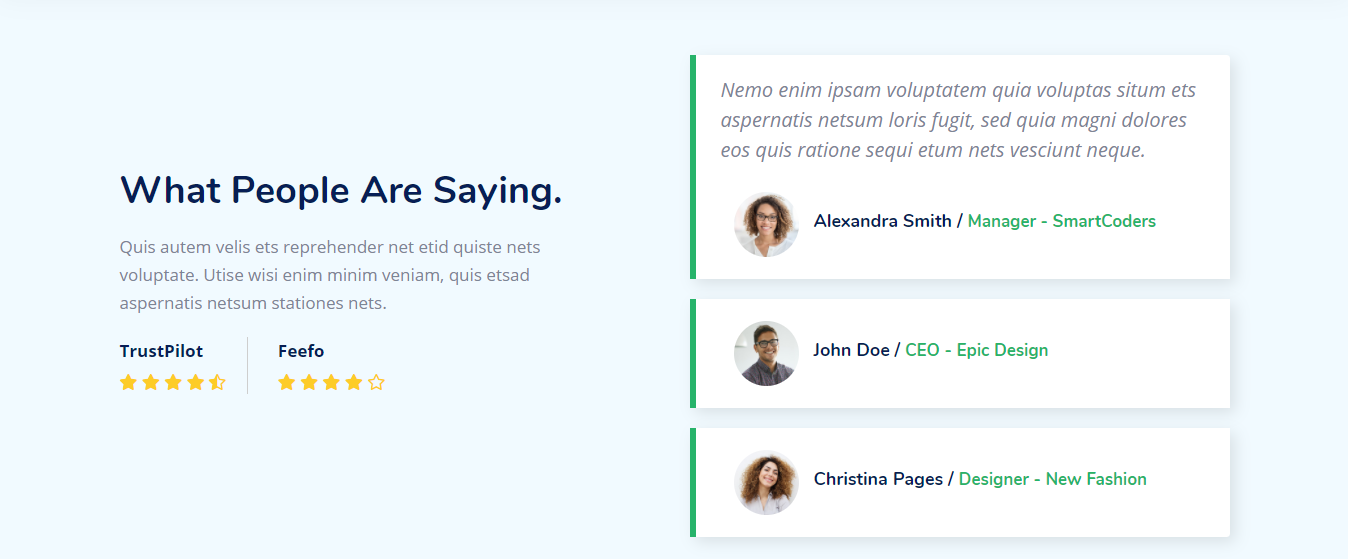 What People Are Saying.
Quis autem velis ets reprehender net etid quiste nets
voluptate. Utise wisi enim minim veniam, quis etsad
aspernatis netsum stationes nets.
TrustPilot
Feefo
Nemo enim ipsam voluptatem quia voluptas situm ets
aspernatis netsum loris fugit, sed quia magni dolores
eos quis ratione sequi etum nets vesciunt neque.
Alexandra Smith / Manager - SmartCoders
John Doe / CEO - Epic Design
Christina Pages / Designer - New Fashion